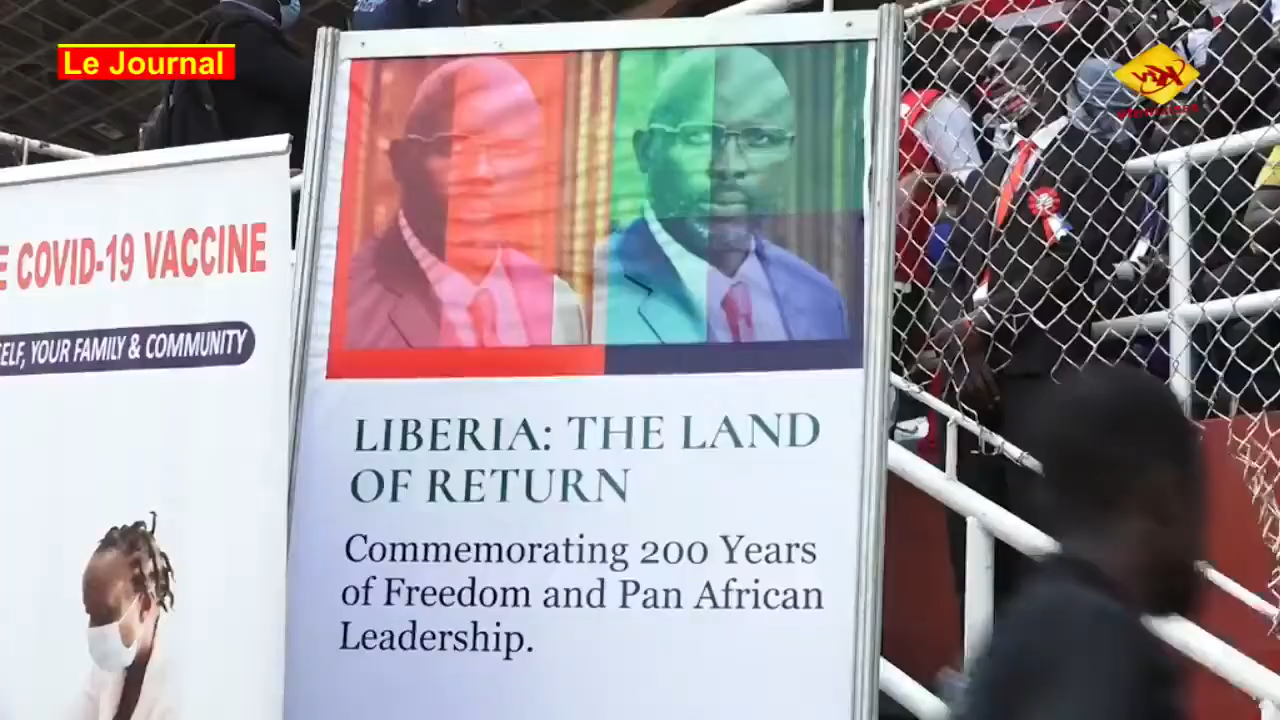 Le Journal
COVID-19 VACCINE
YOUR FAMILY & COMMUNITY
LIBERIA: THE LAND
OF RETURN
Commemorating 200 Years
of Freedom and Pan African
Leadership.